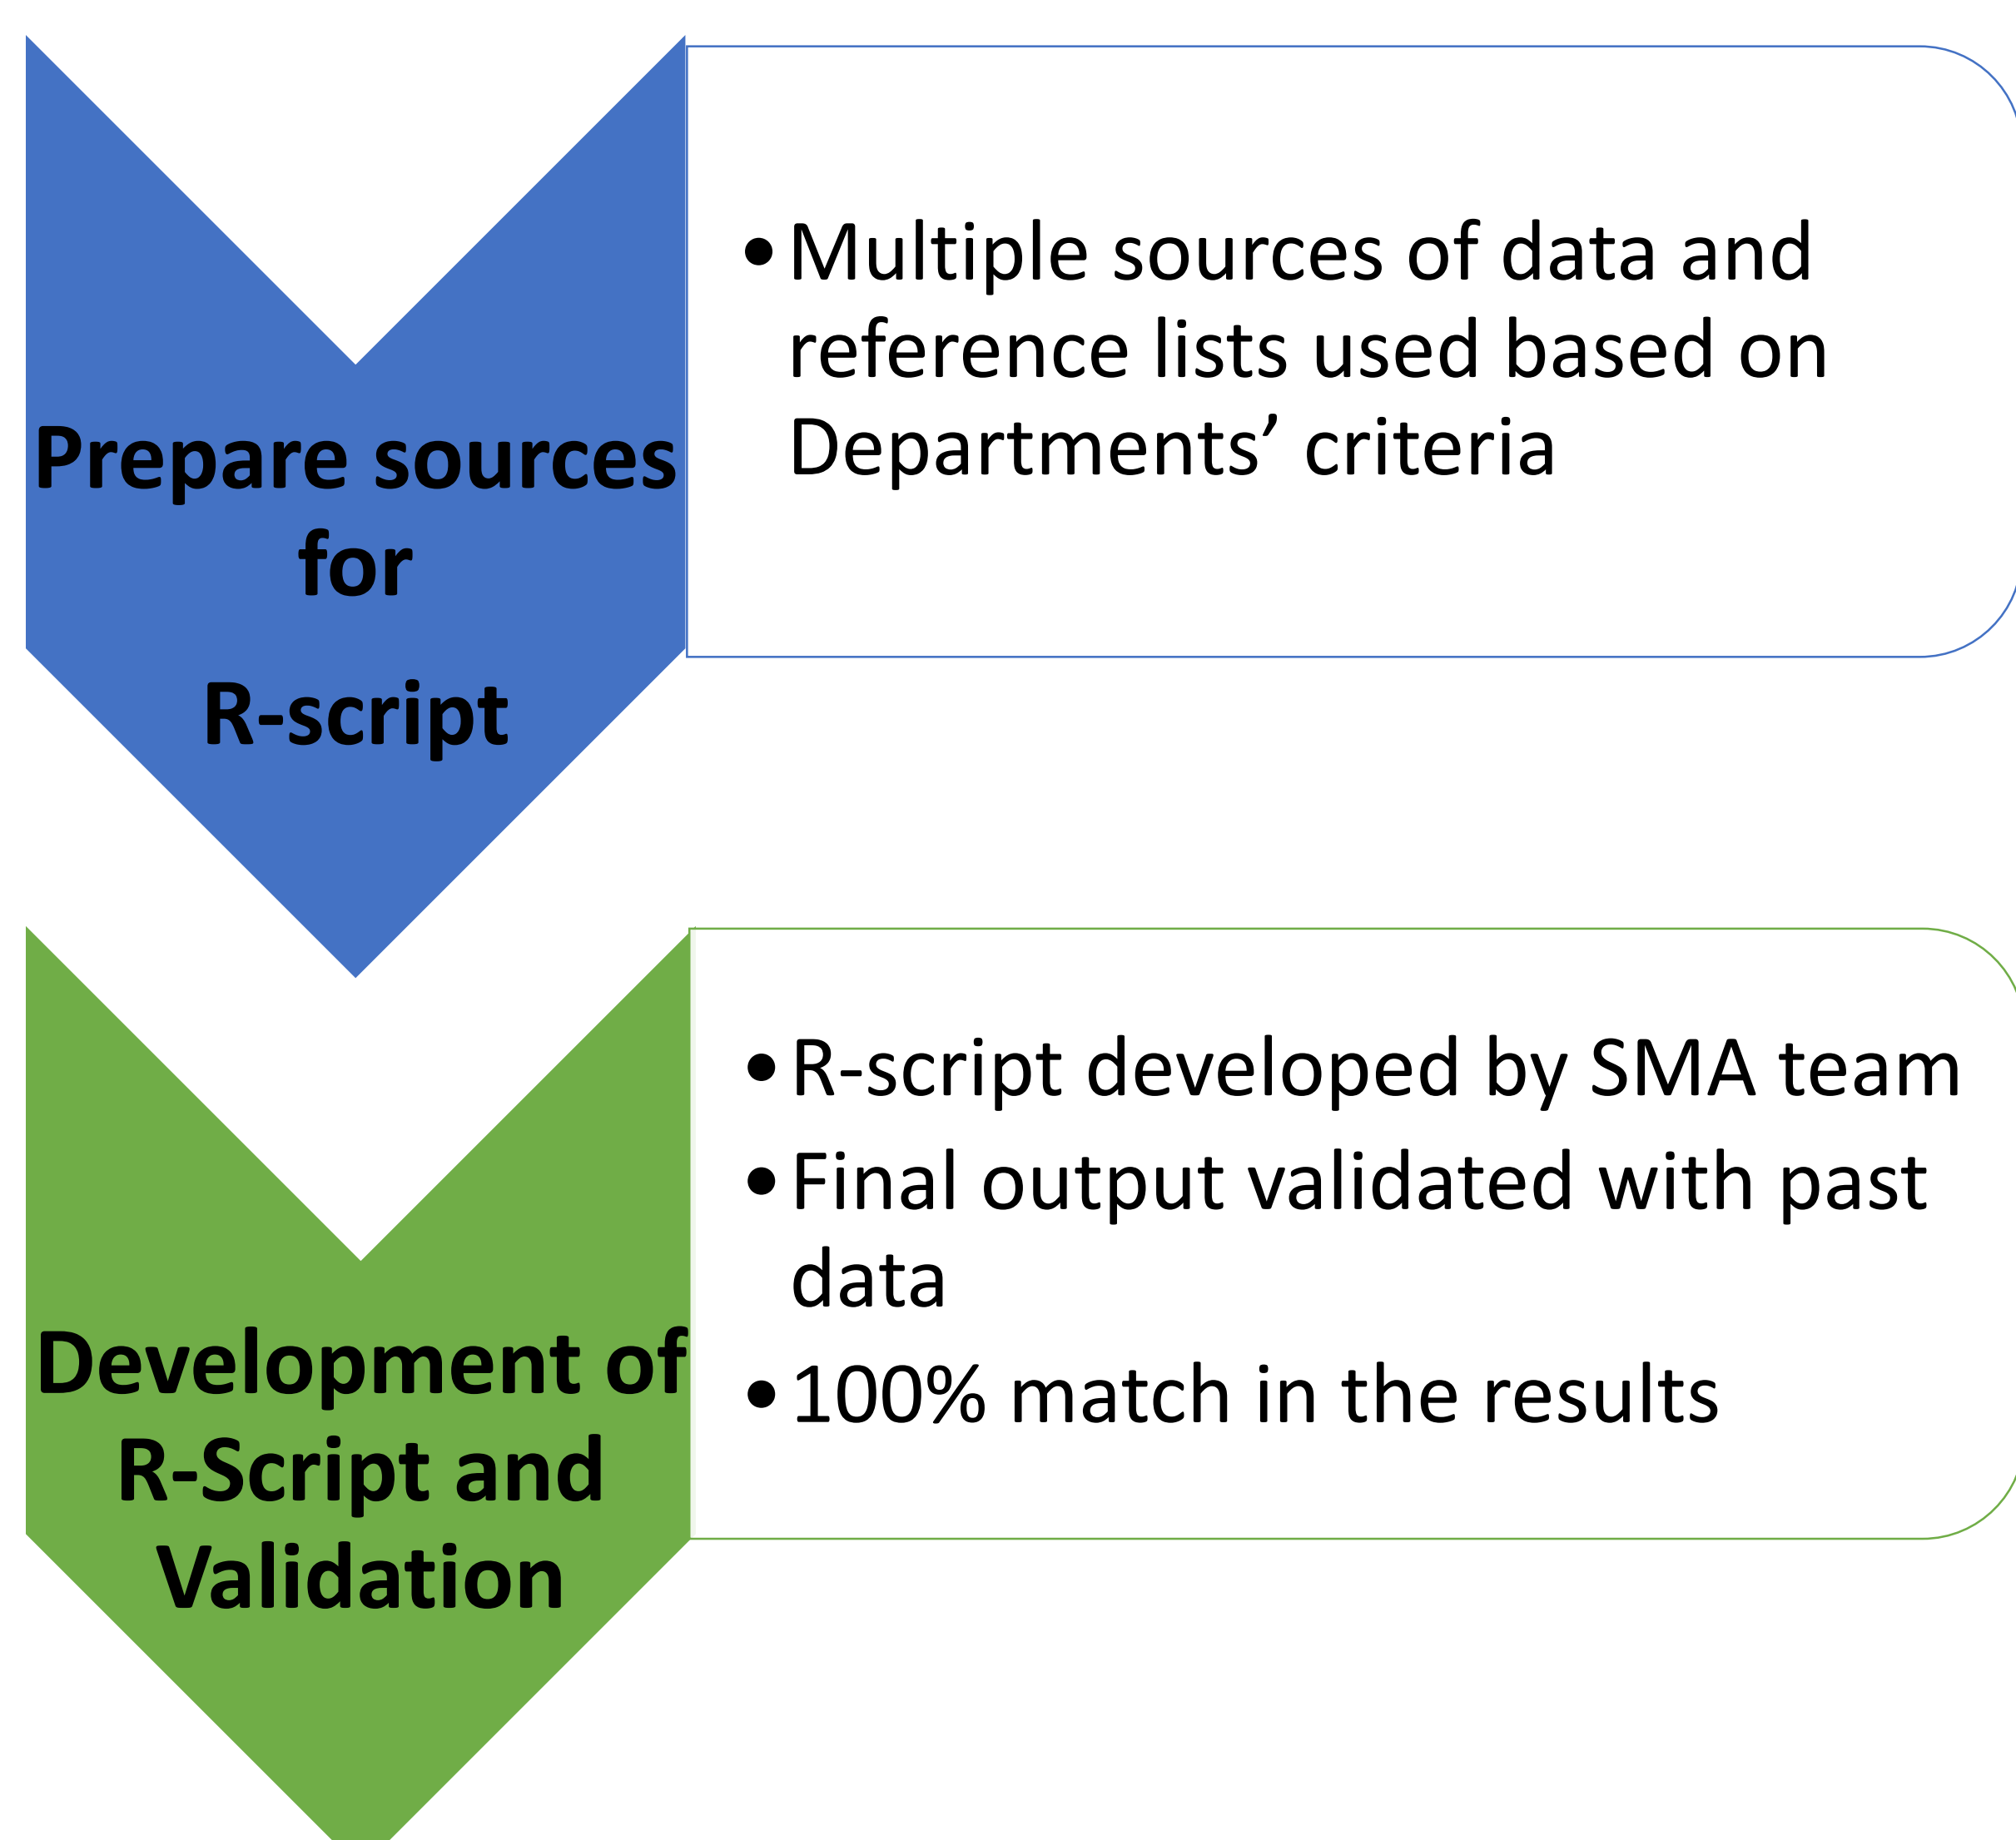 Prepare sources
for
R-script
• Multiple sources of data and
reference lists used based on
Departments’ criteria
Development of
R-Script and
Validation
• R-script developed by SMA team
• Final output validated with past
data
• 100% match in the results